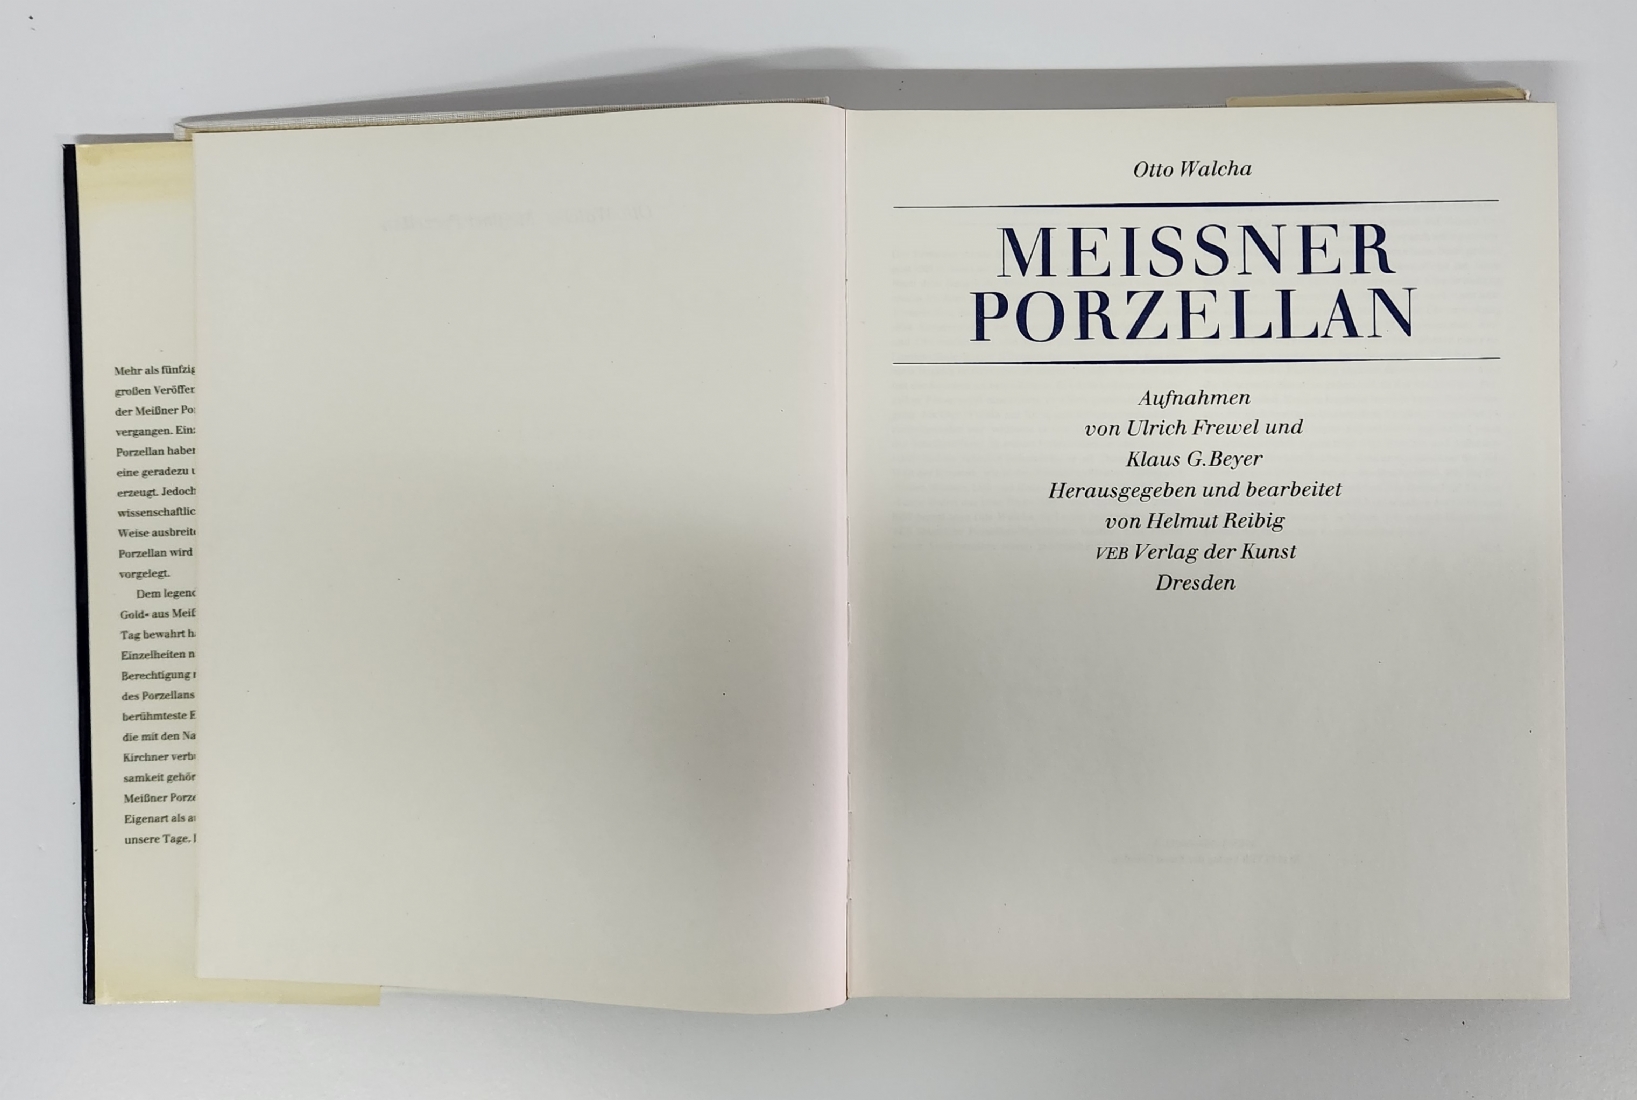 Mehr als fünfzig
großen Veröffer
der Meißner Po
vergangen. Ein
Porzellan haben
eine geradezu
erzeugt. Jedoch
wissenschaftlic
Weise ausbreit
Porzellan wird
vorgelegt.
Dem legend
Gold- aus Meiß
Tag bewahrt h
Einzelheiten n
Berechtigung
des Porzellans
berühmteste E
die mit den Na
Kirchner verb
samkeit gehör
Meißner Porz
Eigenart als a
unsere Tage.
Otto Walcha
MEISSNER
PORZELLAN
Aufnahmen
von Ulrich Frewel und
Klaus G. Beyer
Herausgegeben und bearbeitet
von Helmut Reibig
VEB Verlag der Kunst
Dresden